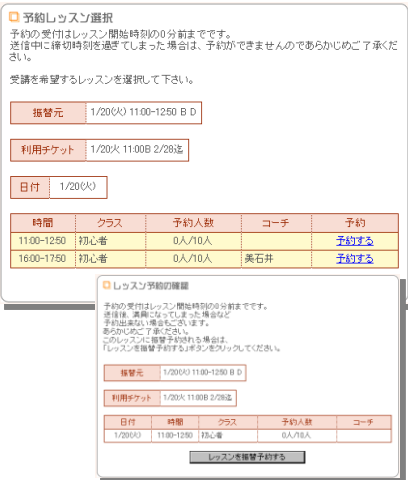 予約レッスン選択
予約の受付はレッスン開始時刻の0分前までです。
送信中に締切時刻を過ぎてしまった場合は、予約ができませんのであらかじめご了承くだ
さい。
受講を希望するレッスンを選択して下さい。
振替元 1/20(火) 11:00-12:50 B D
利用チケット 1/20火 11:00B 2/28迄
日付 1/20(火)
時間 クラス 予約人数 コーチ 予約
11:00-12:50 初心者 0人/10人 予約する
16:00-17:50 初心者 0人/10人 美石井 予約する
レッスン予約の確認
予約の受付はレッスン開始時刻の0分前までです。
送信後、満員になってしまった場合など
予約出来ない場合もございます。
あらかじめご了承ください。
このレッスンに振替予約される場合は、
「レッスンを振替予約する」ボタンをクリックしてください。
振替元 1/20(火) 11:00-12:50 B D
利用チケット 1/20火 11:00B 2/28迄
日付 時間 クラス 予約人数 コーチ
1/20(火) 11:00-12:50 初心者 0人/10人
レッスンを振替予約する